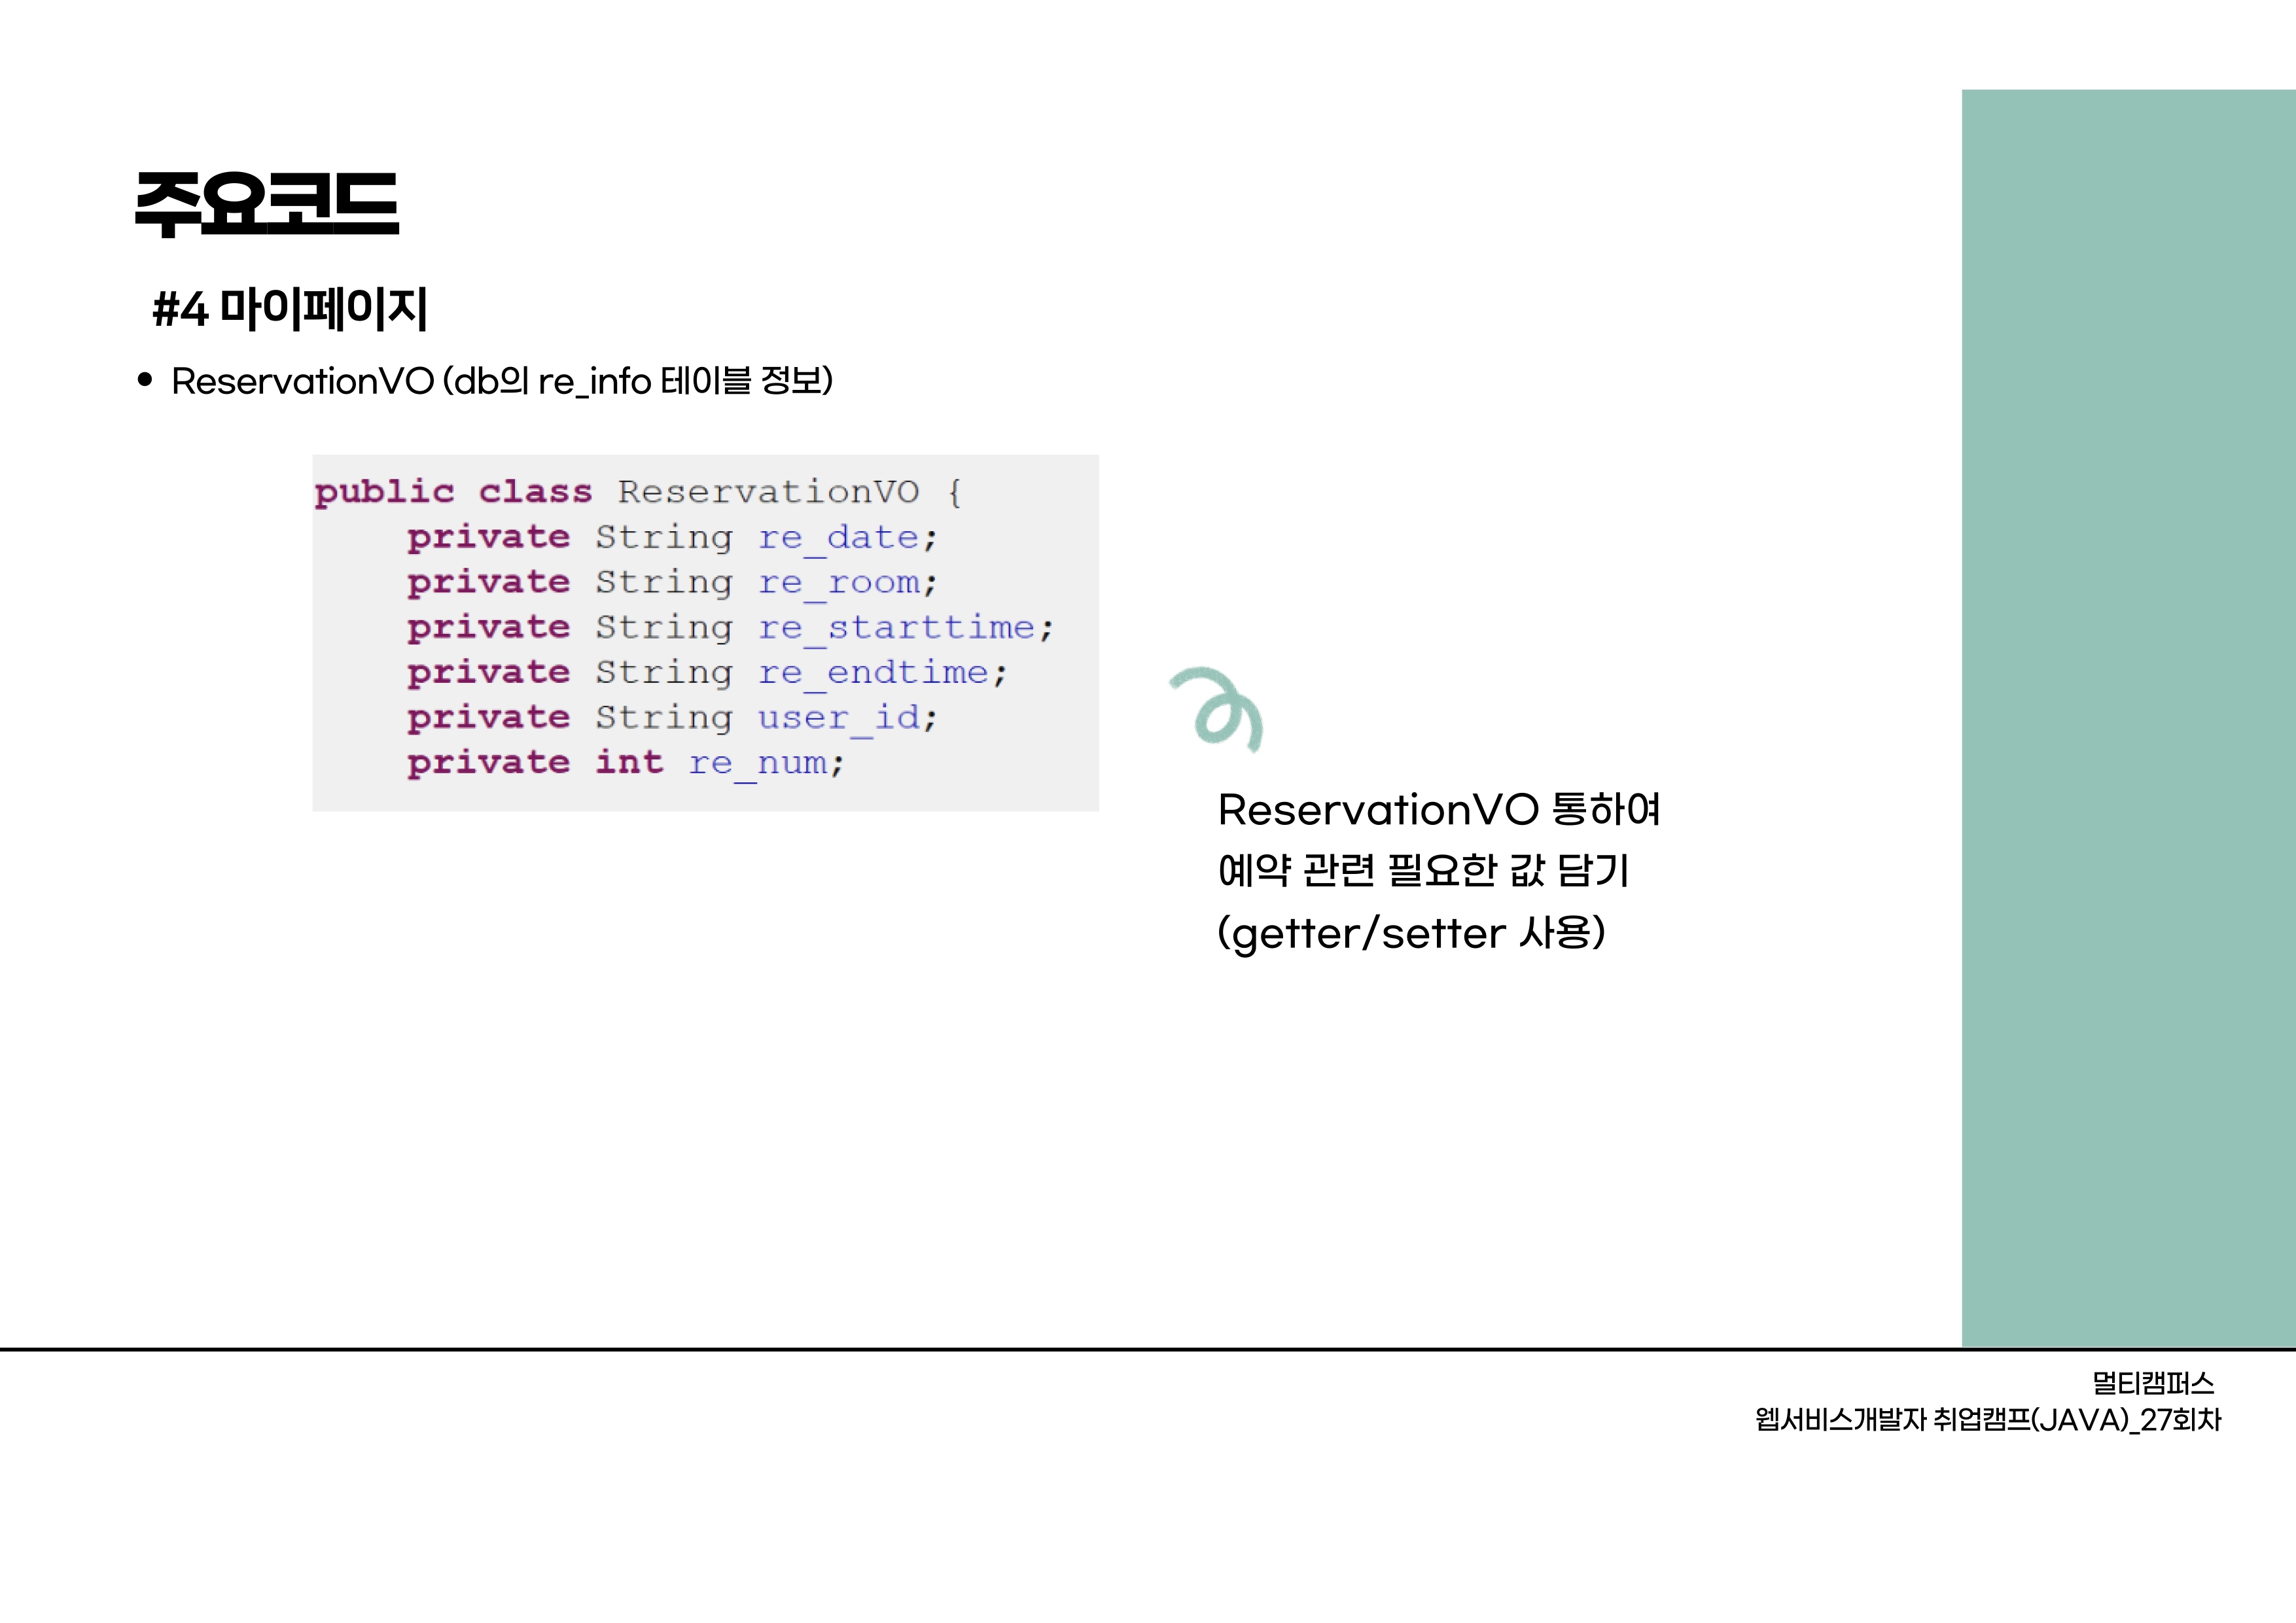 주요코드
#4 마이페이지
• ReservationVO (db의 re_info 테이블 정보)
public class ReservationVO {
    private String re_date;
    private String re_room;
    private String re_starttime;
    private String re_endtime;
    private String user_id;
    private int re_num;
ReservationVO 통하여
예약 관련 필요한 값 담기
(getter/setter 사용)
멀티캠퍼스
웹서비스개발자 취업캠프(JAVA)_27회차